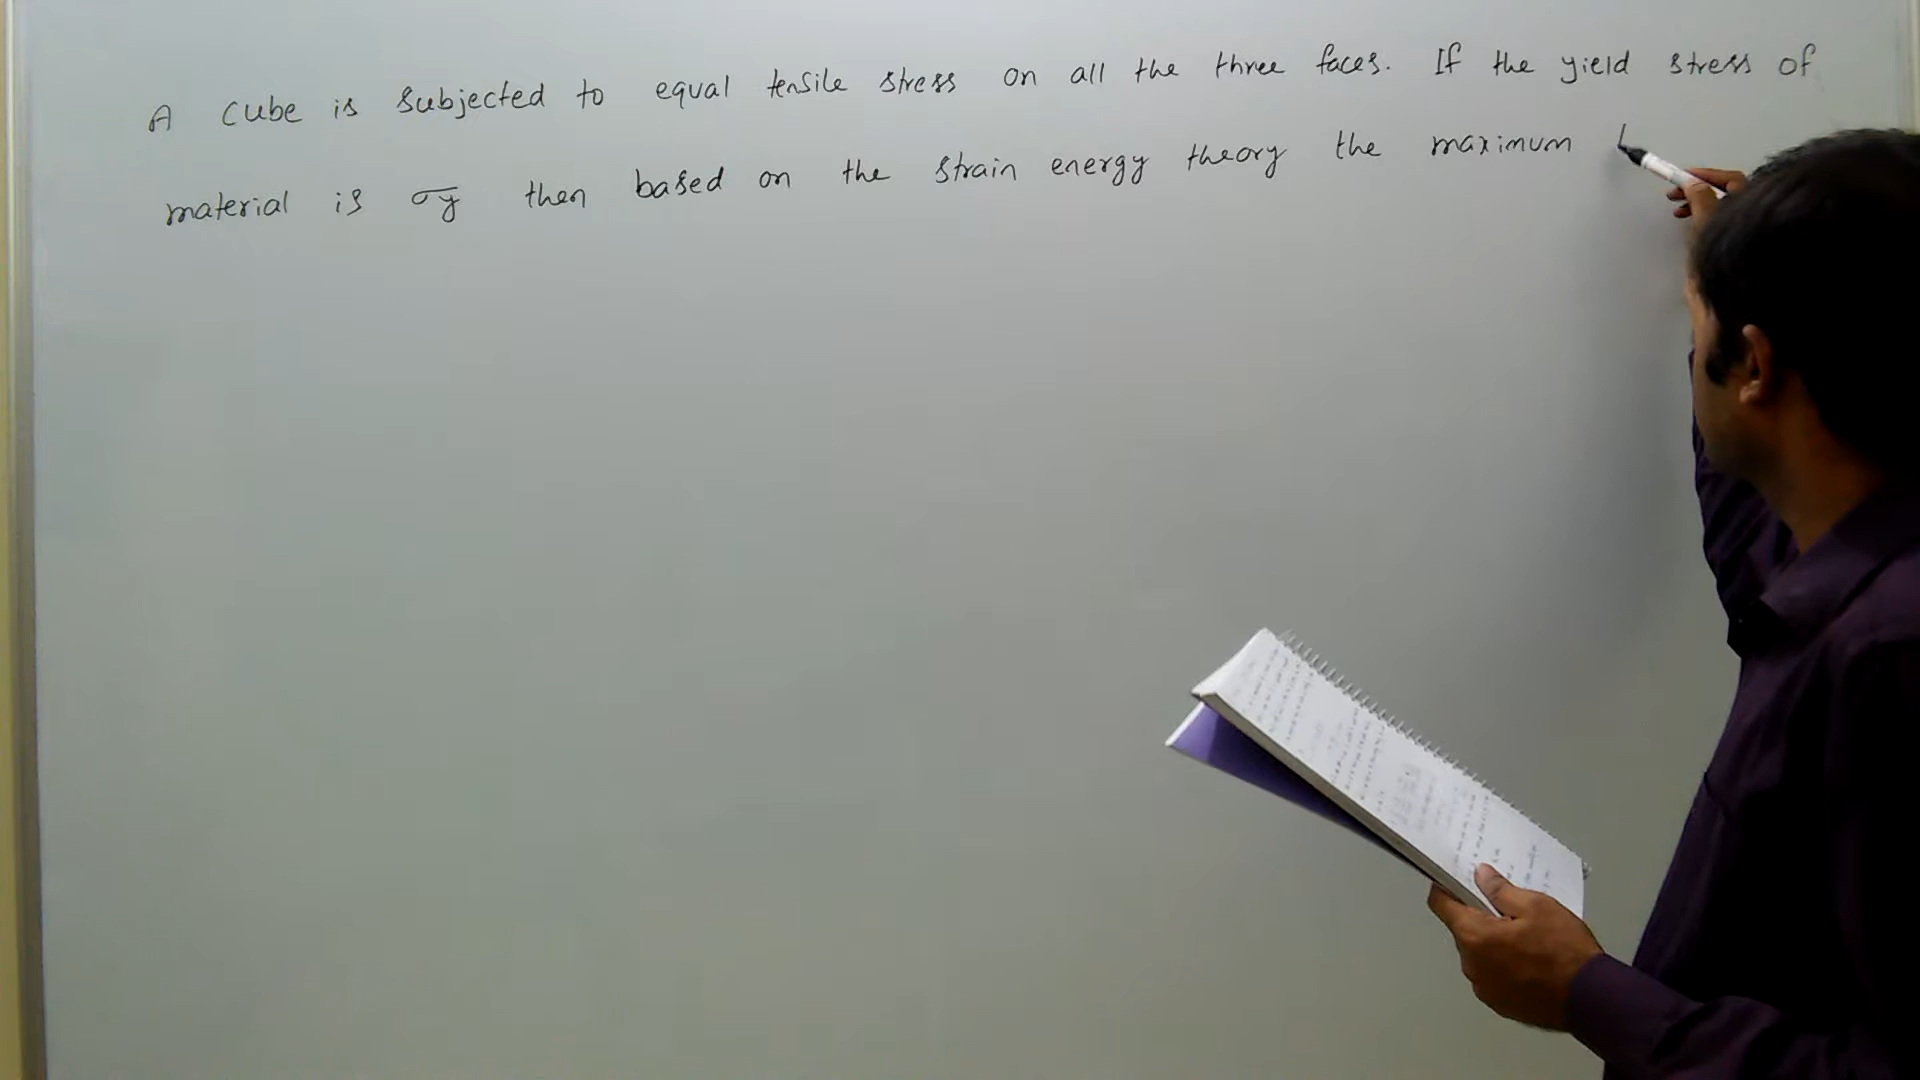 A cube is subjected to equal tensile stress on all the three faces. If the yield stress of
material is σy then based on the strain energy theory the maximum